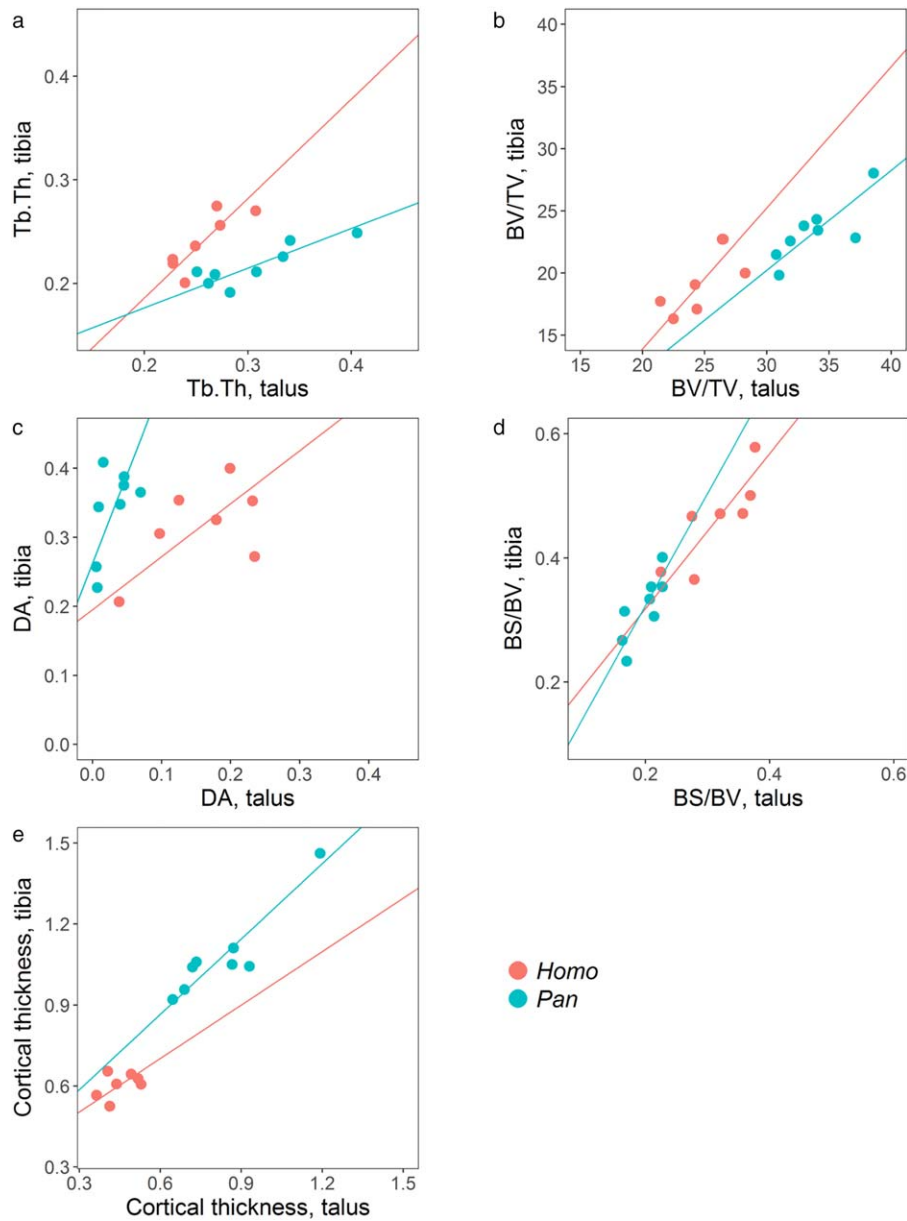 a
Tb.Th, tibia
0.4
0.3
0.2
0.2 0.3 0.4
Tb.Th, talus
b
BV/TV, tibia
40
35
30
25
20
15
15 20 25 30 35 40
BV/TV, talus
c
DA, tibia
0.4
0.3
0.2
0.1
0.0
0.0 0.1 0.2 0.3 0.4
DA, talus
d
BS/BV, tibia
0.6
0.4
0.2
0.2 0.4 0.6
BS/BV, talus
e
Cortical thickness, tibia
1.5
1.2
0.9
0.6
0.3
0.3 0.6 0.9 1.2 1.5
Cortical thickness, talus
Homo
Pan